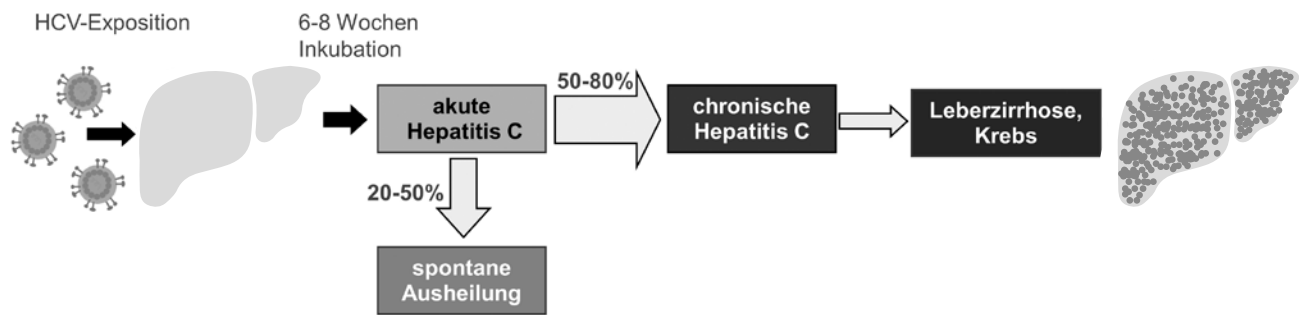 HCV-Exposition
6-8 Wochen
Inkubation
akute
Hepatitis C
50-80%
chronische
Hepatitis C
Leberzirrhose,
Krebs
20-50%
spontane
Ausheilung